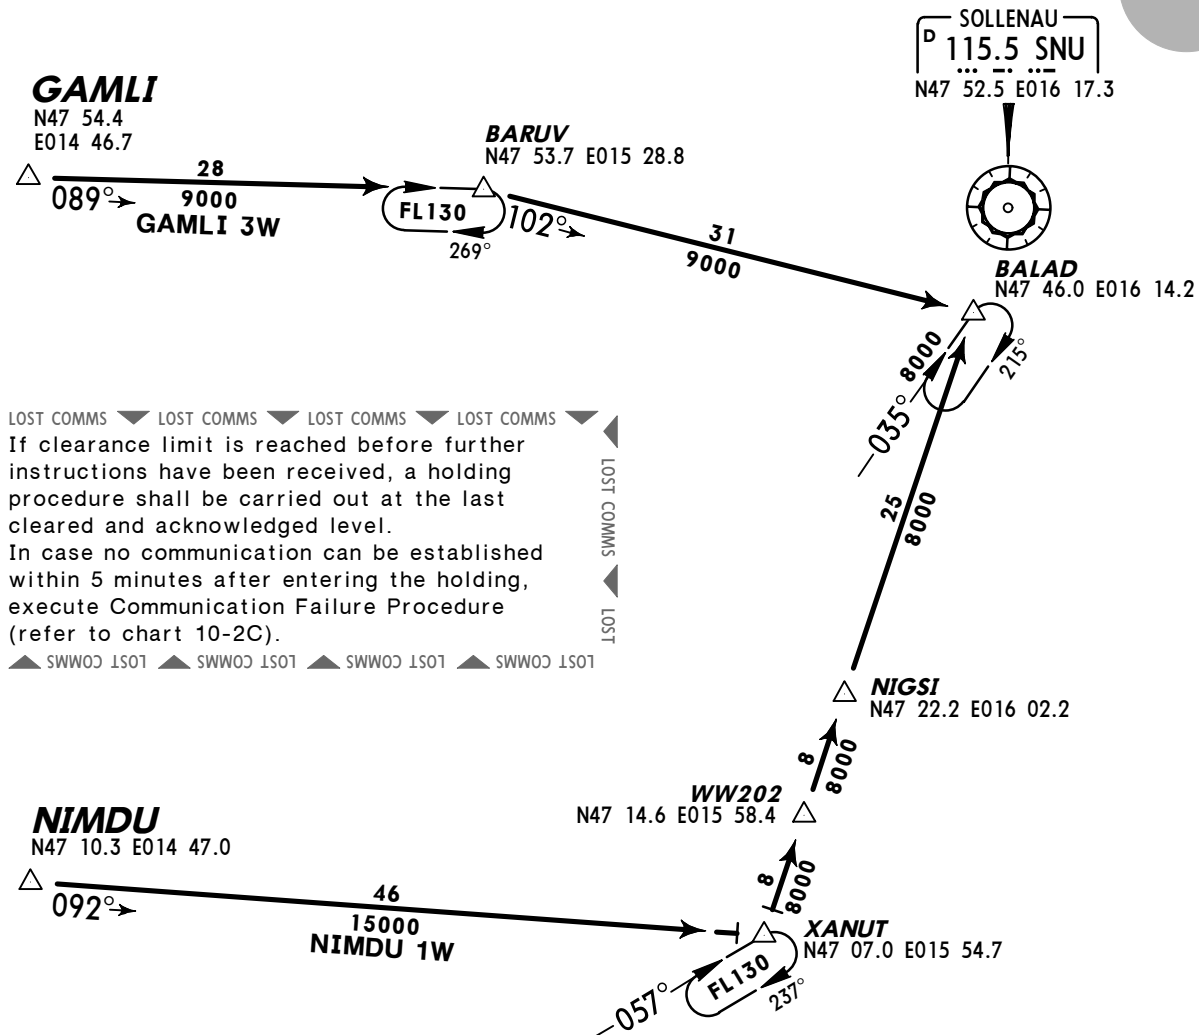 SOLLENAU
D 115.5 SNU
N47 52.5 E016 17.3
GAMLI
N47 54.4
E014 46.7
BARUV
N47 53.7 E015 28.8
28
089°
9000
GAMLI 3W
FL130
269°
102°
31
9000
BALAD
N47 46.0 E016 14.2
8000
215°
035°
LOST COMMS LOST COMMS LOST COMMS LOST COMMS
If clearance limit is reached before further
instructions have been received, a holding
procedure shall be carried out at the last
cleared and acknowledged level.
In case no communication can be established
within 5 minutes after entering the holding,
execute Communication Failure Procedure
(refer to chart 10-2C).
LOST COMMS
LOST
LOST COMMS LOST COMMS LOST COMMS LOST COMMS
25
8000
NIGSI
N47 22.2 E016 02.2
8
8000
WW202
N47 14.6 E015 58.4
NIMDU
N47 10.3 E014 47.0
8
8000
46
092°
15000
NIMDU 1W
XANUT
N47 07.0 E015 54.7
FL130
237°
057°